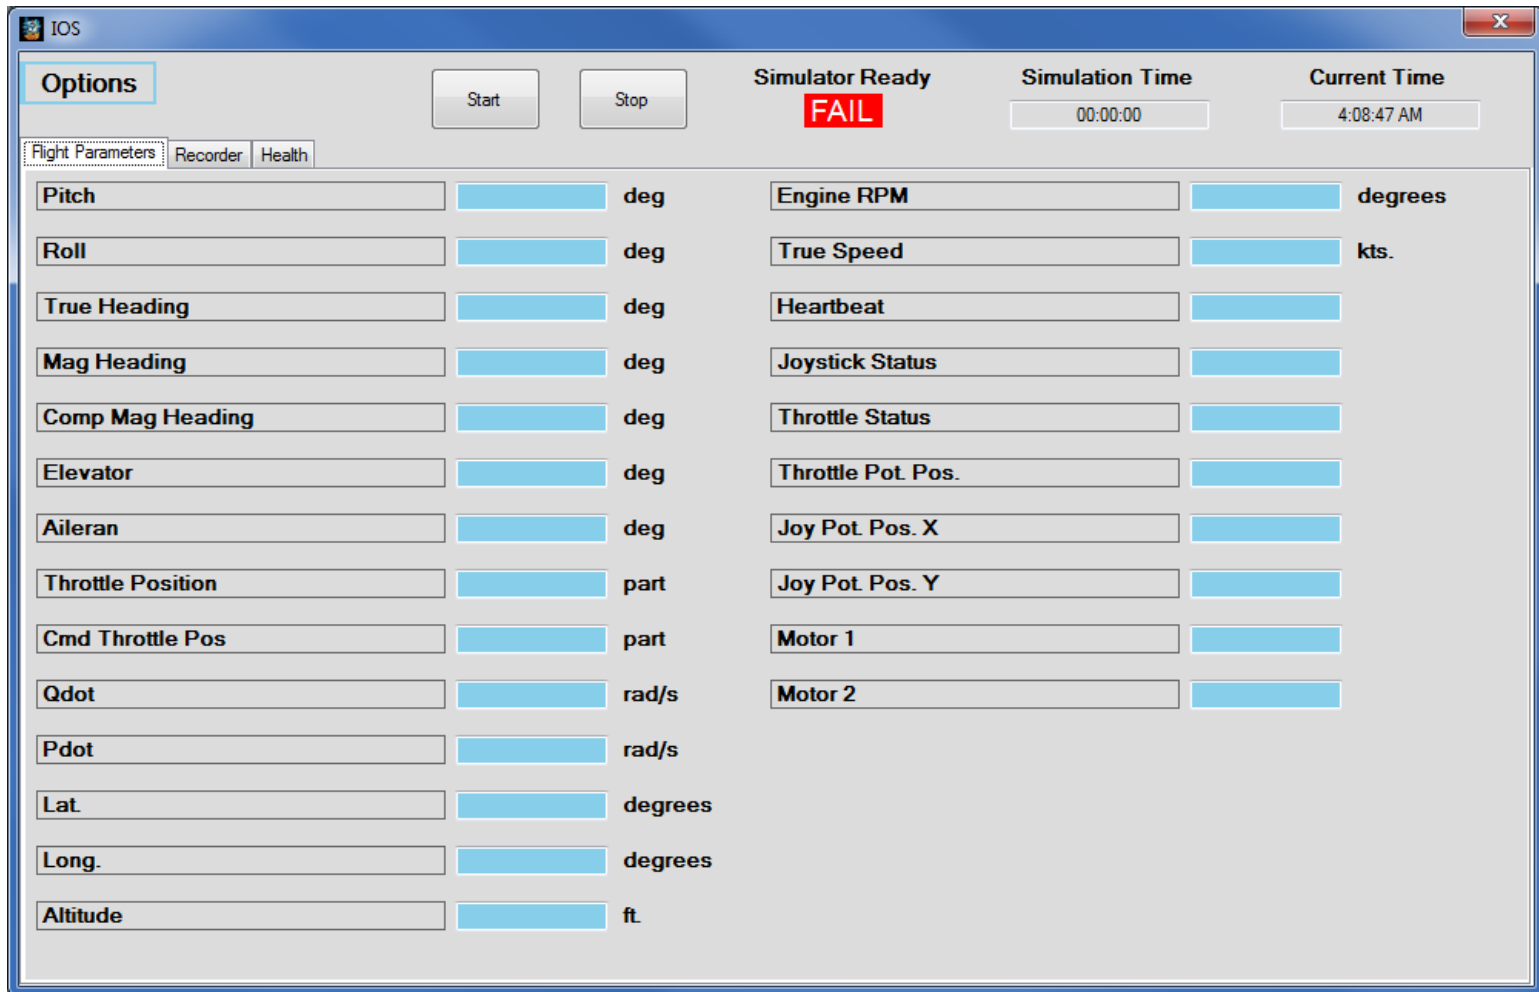 IOS
X
Options
Start
Stop
Simulator Ready
FAIL
Simulation Time
00:00:00
Current Time
4:08:47 AM
Flight Parameters
Recorder
Health
Pitch deg
Roll deg
True Heading deg
Mag Heading deg
Comp Mag Heading deg
Elevator deg
Aileran deg
Throttle Position part
Cmd Throttle Pos part
Qdot rad/s
Pdot rad/s
Lat. degrees
Long. degrees
Altitude ft.
Engine RPM degrees
True Speed kts.
Heartbeat
Joystick Status
Throttle Status
Throttle Pot. Pos.
Joy Pot. Pos. X
Joy Pot. Pos. Y
Motor 1
Motor 2